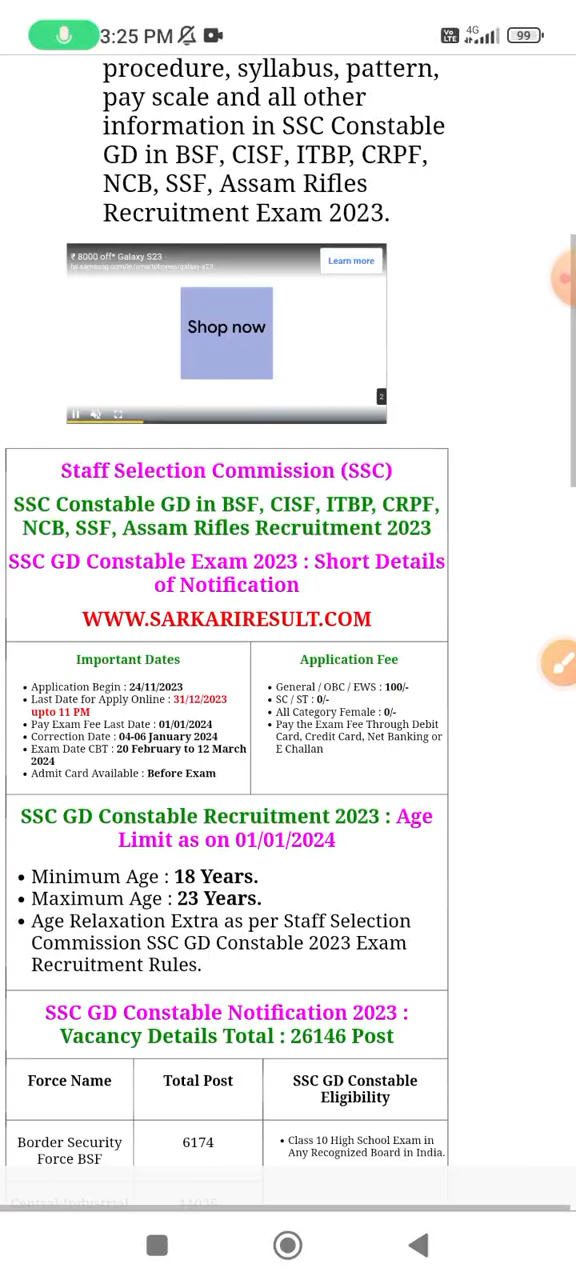 3:25 PM
Vo LTE 4G 99
procedure, syllabus, pattern,
pay scale and all other
information in SSC Constable
GD in BSF, CISF, ITBP, CRPF,
NCB, SSF, Assam Rifles
Recruitment Exam 2023.
₹ 8000 off* Galaxy S23
Learn more
Shop now
2
Staff Selection Commission (SSC)
SSC Constable GD in BSF, CISF, ITBP, CRPF,
NCB, SSF, Assam Rifles Recruitment 2023
SSC GD Constable Exam 2023 : Short Details
of Notification
WWW.SARKARIRESULT.COM
Important Dates
• Application Begin : 24/11/2023
• Last Date for Apply Online : 31/12/2023
upto 11 PM
• Pay Exam Fee Last Date : 01/01/2024
• Correction Date : 04-06 January 2024
• Exam Date CBT : 20 February to 12 March
2024
• Admit Card Available : Before Exam
Application Fee
• General / OBC / EWS : 100/-
• SC / ST : 0/-
• All Category Female : 0/-
• Pay the Exam Fee Through Debit
Card, Credit Card, Net Banking or
E Challan
SSC GD Constable Recruitment 2023 : Age
Limit as on 01/01/2024
• Minimum Age : 18 Years.
• Maximum Age : 23 Years.
• Age Relaxation Extra as per Staff Selection
Commission SSC GD Constable 2023 Exam
Recruitment Rules.
SSC GD Constable Notification 2023 :
Vacancy Details Total : 26146 Post
Force Name
Total Post
SSC GD Constable
Eligibility
Border Security
Force BSF
6174
• Class 10 High School Exam in
Any Recognized Board in India.
Central Industrial